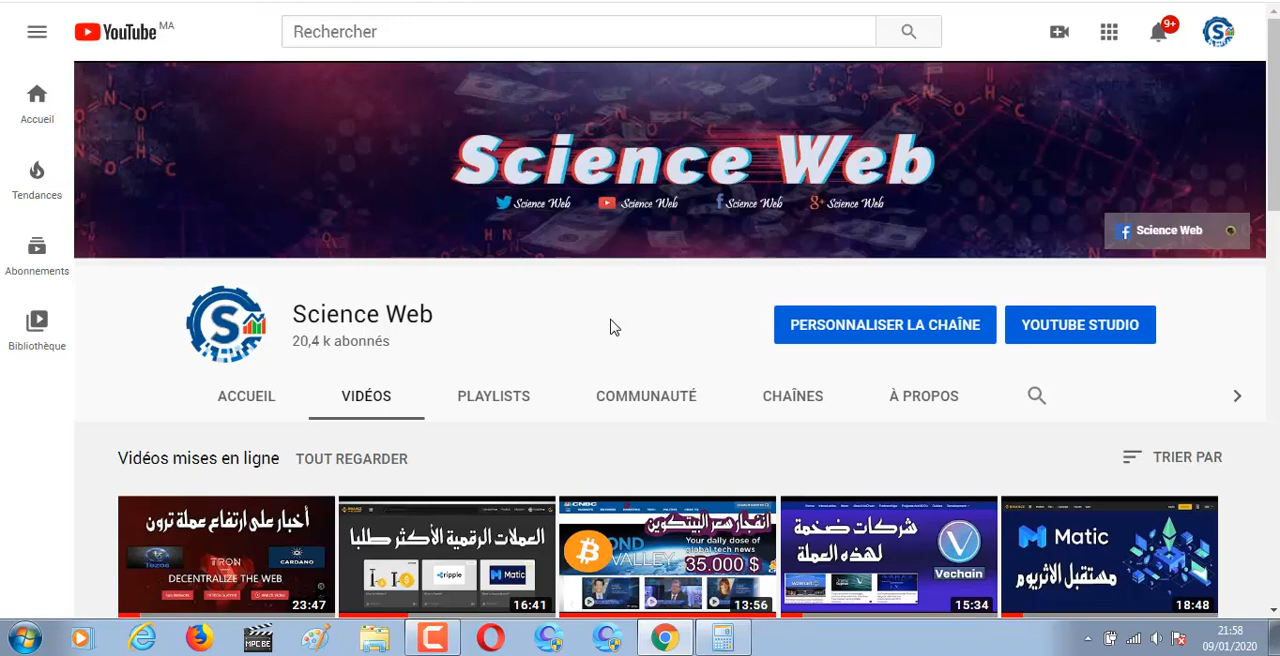 YouTube MA
Rechercher
9+
Accueil
Tendances
Abonnements
Bibliothèque
Science Web
Science Web
Science Web
Science Web
Science Web
Science Web
Science Web
20,4 k abonnés
PERSONNALISER LA CHAÎNE
YOUTUBE STUDIO
ACCUEIL
VIDÉOS
PLAYLISTS
COMMUNAUTÉ
CHAÎNES
À PROPOS
Vidéos mises en ligne
TOUT REGARDER
TRIER PAR
أخبار على ارتفاع عملة ترون
Tezos
TRON
CARDANO
DECENTRALIZE THE WEB
23:47
BINANCE
العملات الرقمية الأكثر طلبا
ripple
Matic
16:41
CNBC
انفجار سعر البيتكوين
OND
VALLEY
Your daily dose of
global tech news
35.000 $
13:56
شركات ضخمة
لهذه العملة
Vechain
15:34
Matic
مستقبل الاثريوم
18:48
MPC BE
21:58
09/01/2020